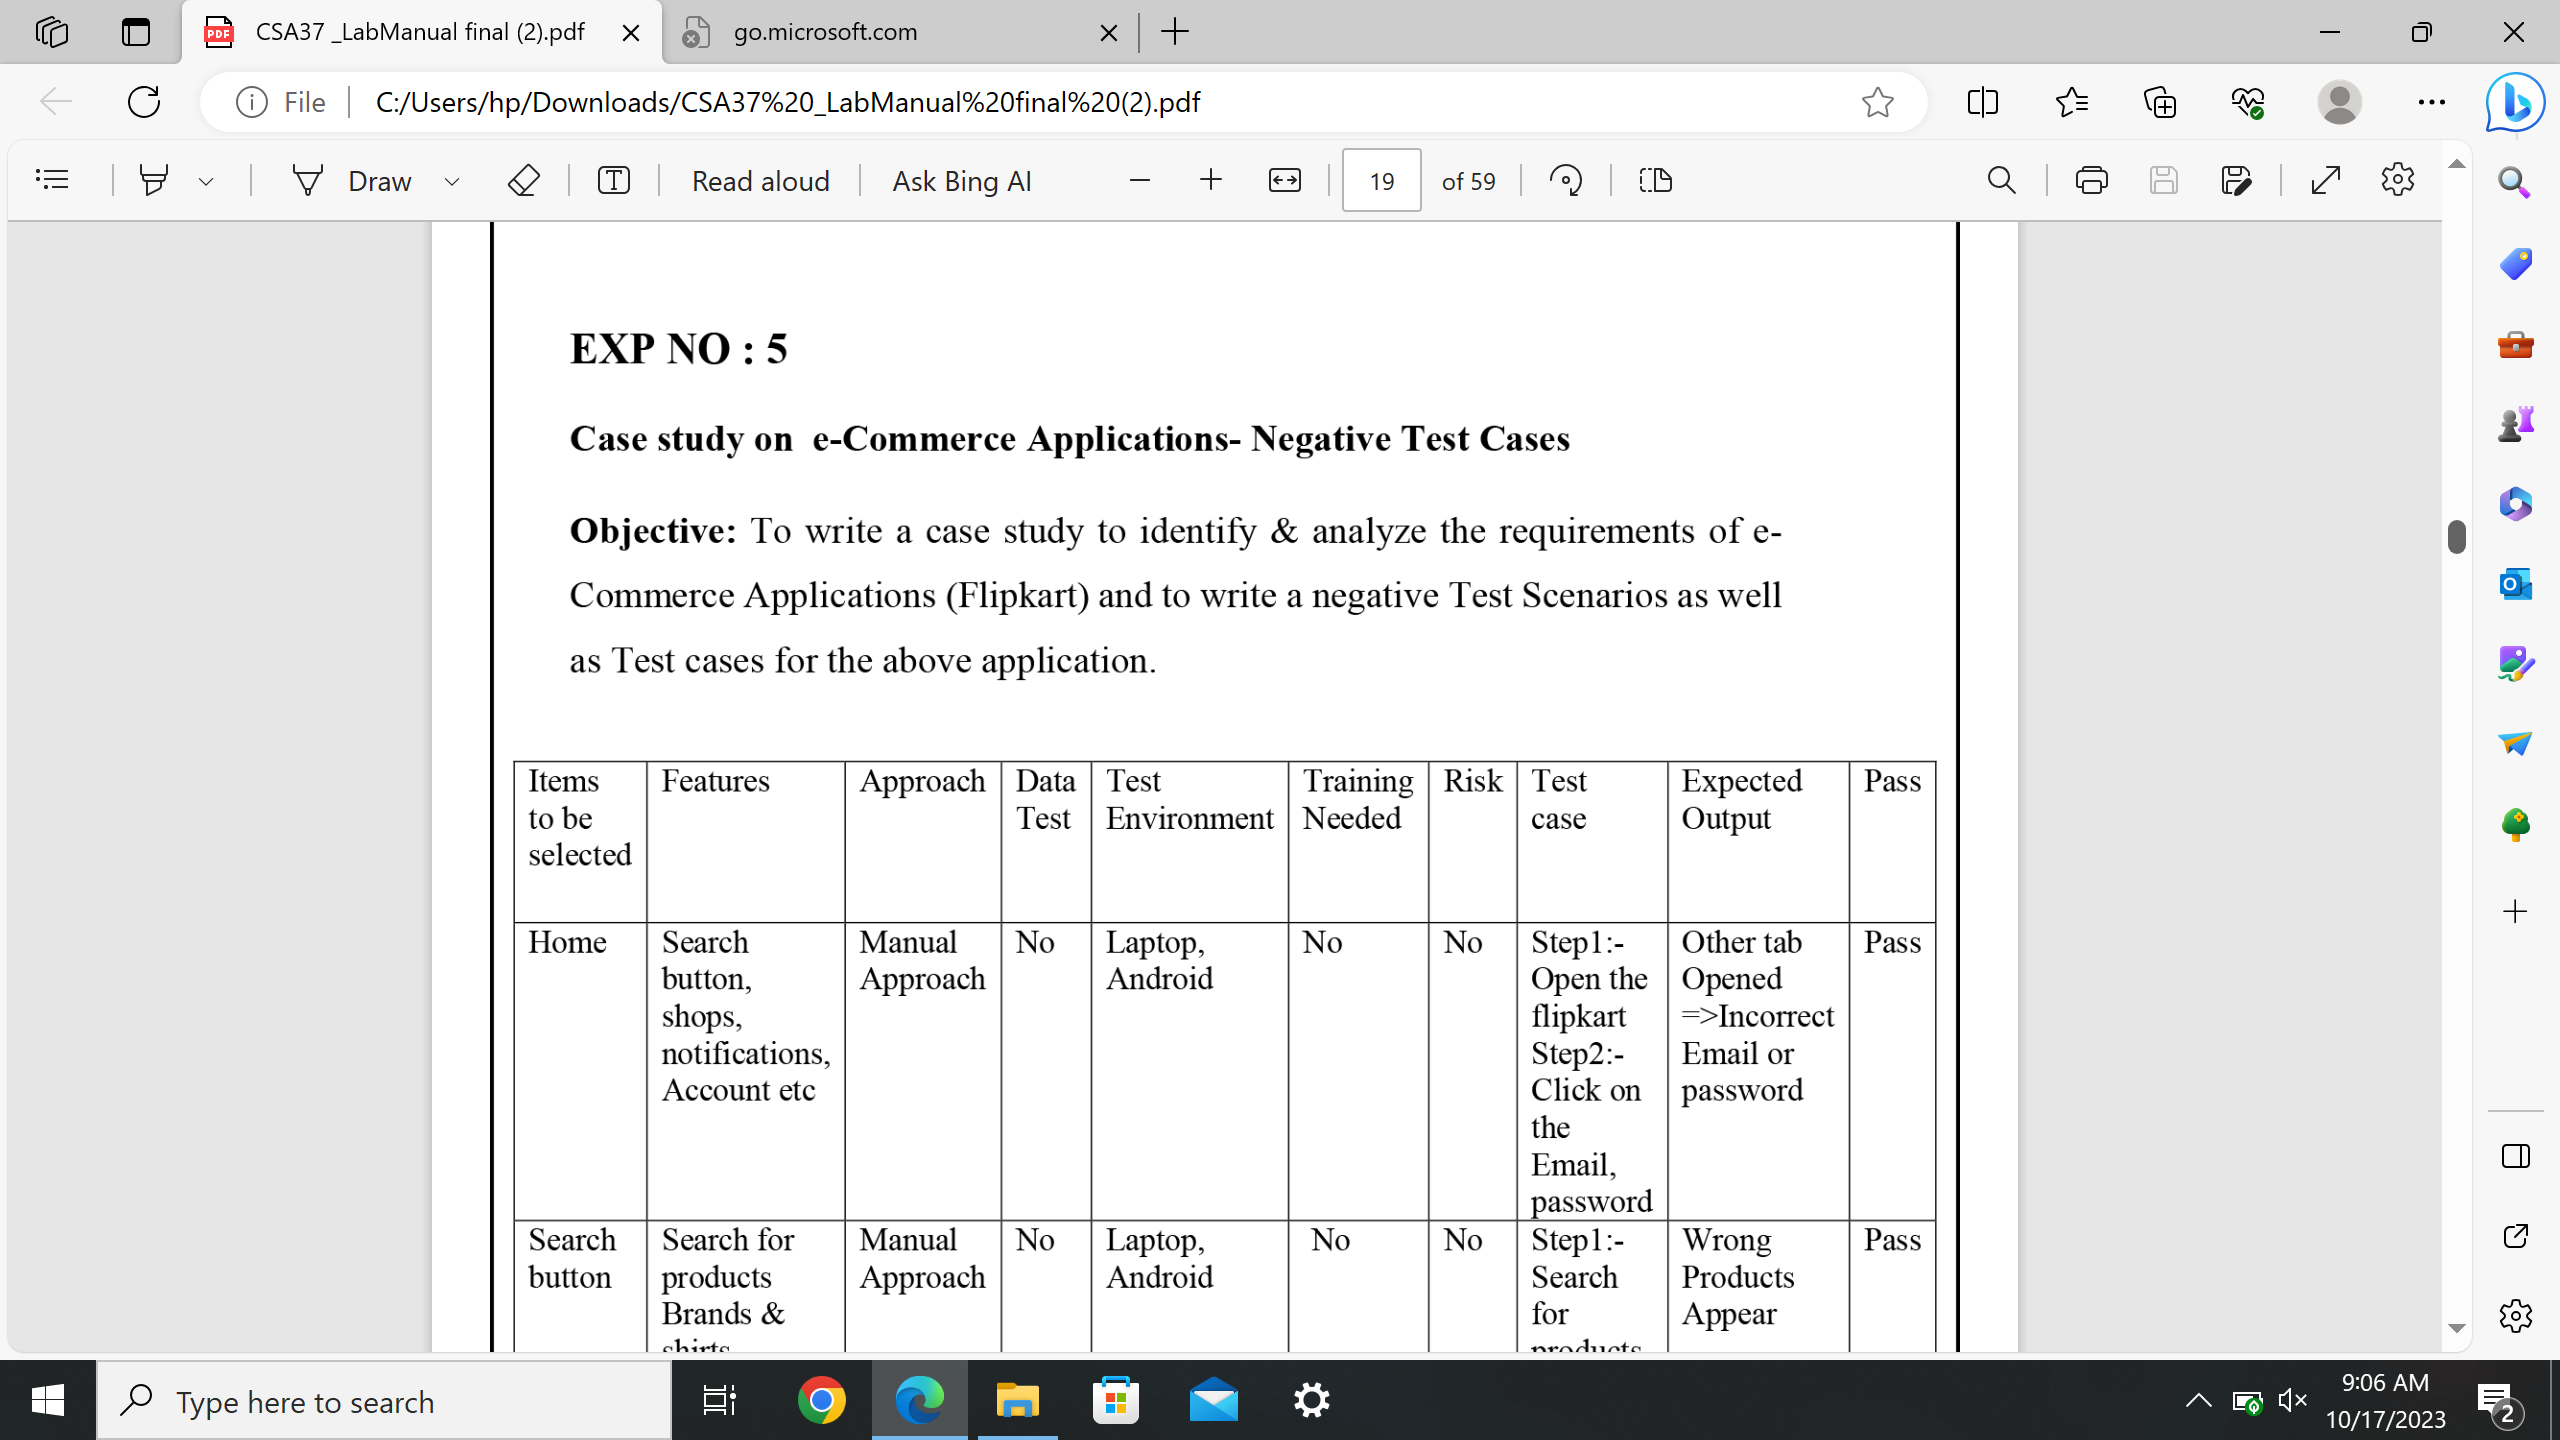 CSA37 _LabManual final (2).pdf
go.microsoft.com
File
C:/Users/hp/Downloads/CSA37%20_LabManual%20final%20(2).pdf
Draw
Read aloud
Ask Bing AI
19
of 59
EXP NO : 5
Case study on e-Commerce Applications- Negative Test Cases
Objective: To write a case study to identify & analyze the requirements of e-
Commerce Applications (Flipkart) and to write a negative Test Scenarios as well
as Test cases for the above application.
Items to be selected
Features
Approach
Data Test
Test Environment
Training Needed
Risk
Test case
Expected Output
Pass
Home
Search button, shops, notifications, Account etc
Manual Approach
No
Laptop, Android
No
No
Step1:- Open the flipkart Step2:- Click on the Email, password
Other tab Opened =>Incorrect Email or password
Pass
Search button
Search for products Brands & shirts
Manual Approach
No
Laptop, Android
No
No
Step1:- Search for products
Wrong Products Appear
Pass
Type here to search
9:06 AM
10/17/2023
2